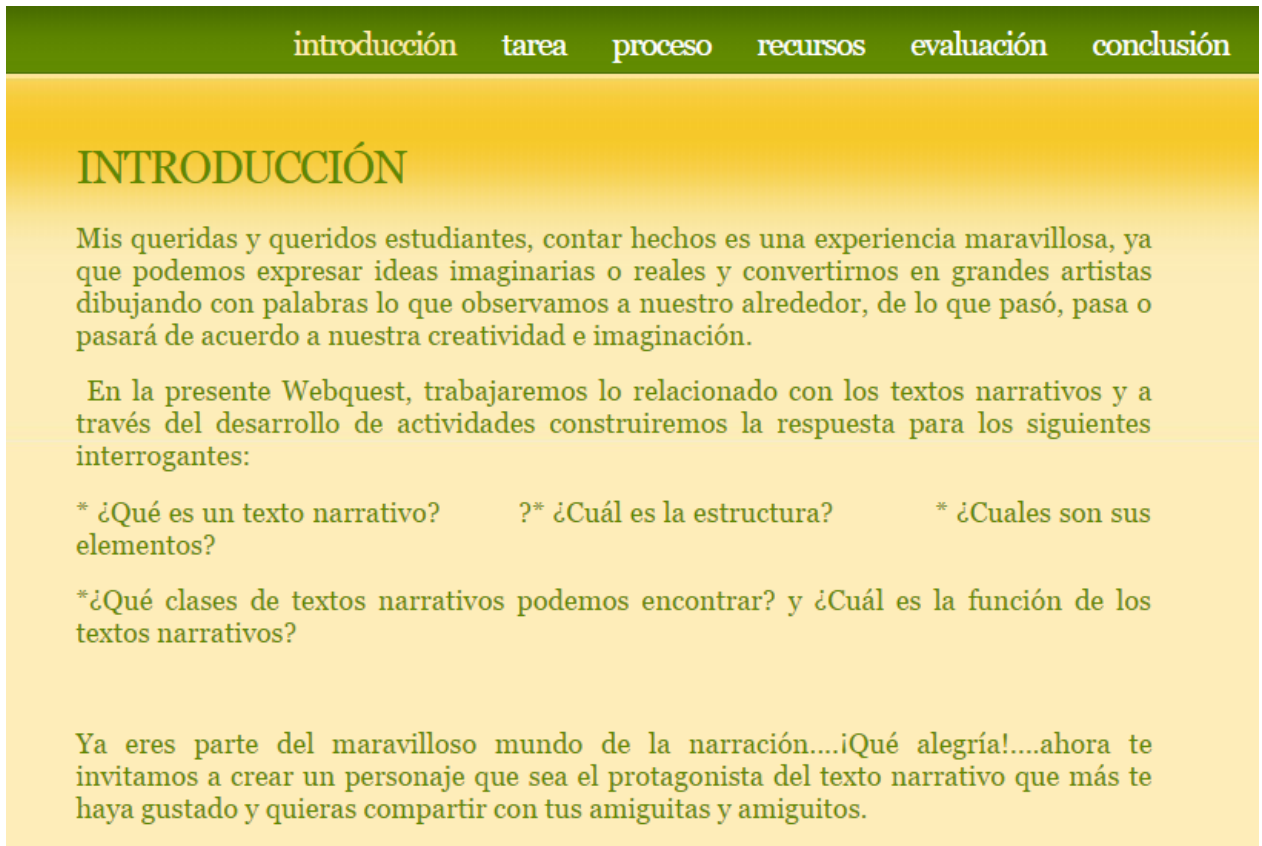 introducción tarea proceso recursos evaluación conclusión
INTRODUCCIÓN
Mis queridas y queridos estudiantes, contar hechos es una experiencia maravillosa, ya
que podemos expresar ideas imaginarias o reales y convertirnos en grandes artistas
dibujando con palabras lo que observamos a nuestro alrededor, de lo que pasó, pasa o
pasará de acuerdo a nuestra creatividad e imaginación.
En la presente Webquest, trabajaremos lo relacionado con los textos narrativos y a
través del desarrollo de actividades construiremos la respuesta para los siguientes
interrogantes:
* ¿Qué es un texto narrativo? ?* ¿Cuál es la estructura? * ¿Cuales son sus
elementos?
*¿Qué clases de textos narrativos podemos encontrar? y ¿Cuál es la función de los
textos narrativos?
Ya eres parte del maravilloso mundo de la narración....¡Qué alegría!....ahora te
invitamos a crear un personaje que sea el protagonista del texto narrativo que más te
haya gustado y quieras compartir con tus amiguitas y amiguitos.